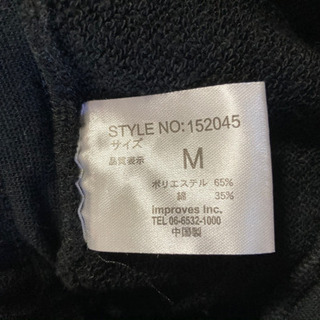 STYLE NO:152045
サイズ M
品質表示
ポリエステル 65%
綿 35%
improves inc.
TEL 06-6532-1000
中国製